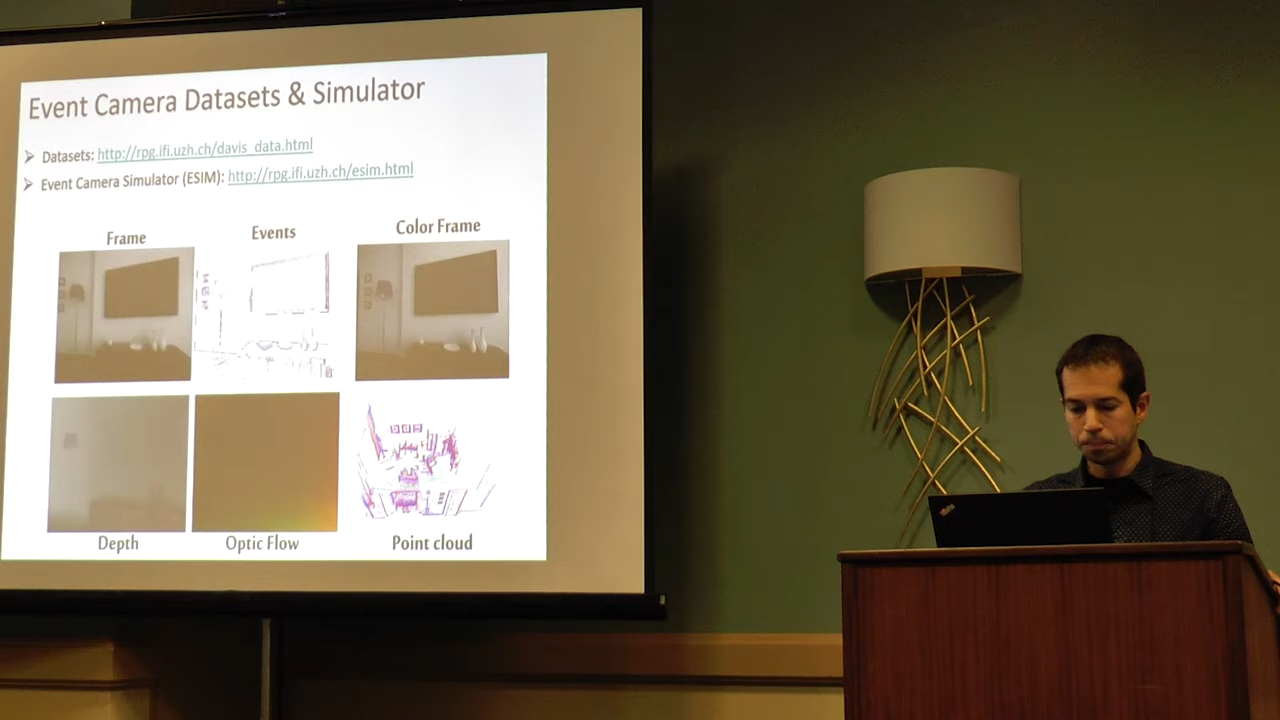 Event Camera Datasets & Simulator
Datasets: http://rpg.ifi.uzh.ch/davis_data.html
Event Camera Simulator (ESIM): http://rpg.ifi.uzh.ch/esim.html
Frame
Events
Color Frame
Depth
Optic Flow
Point cloud